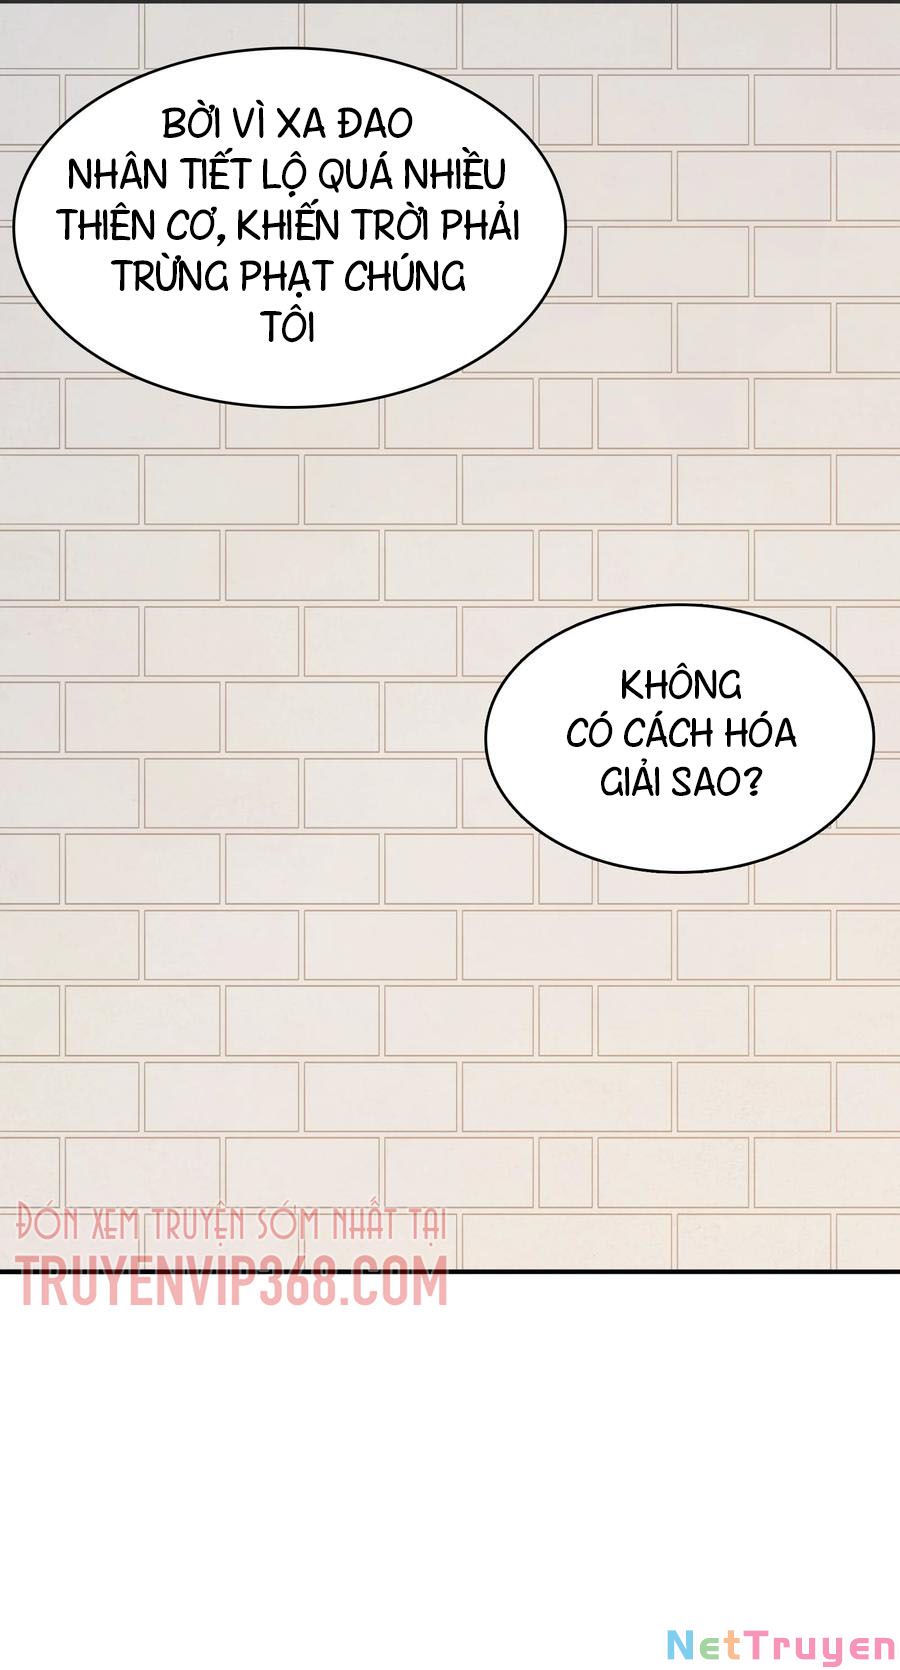 BỜI VÌ XA ĐAO
NHÂN TIẾT LỘ QUÁ NHIỀU
THIÊN CƠ, KHIẾN TRỜI PHẢI
TRỪNG PHẠT CHÚNG
TÔI
KHÔNG
CÓ CÁCH HÓA
GIẢI SAO?
ĐÓN XEM TRUYỆN SỚM NHẤT TẠI
TRUYENVIP368.COM
NetTruyen